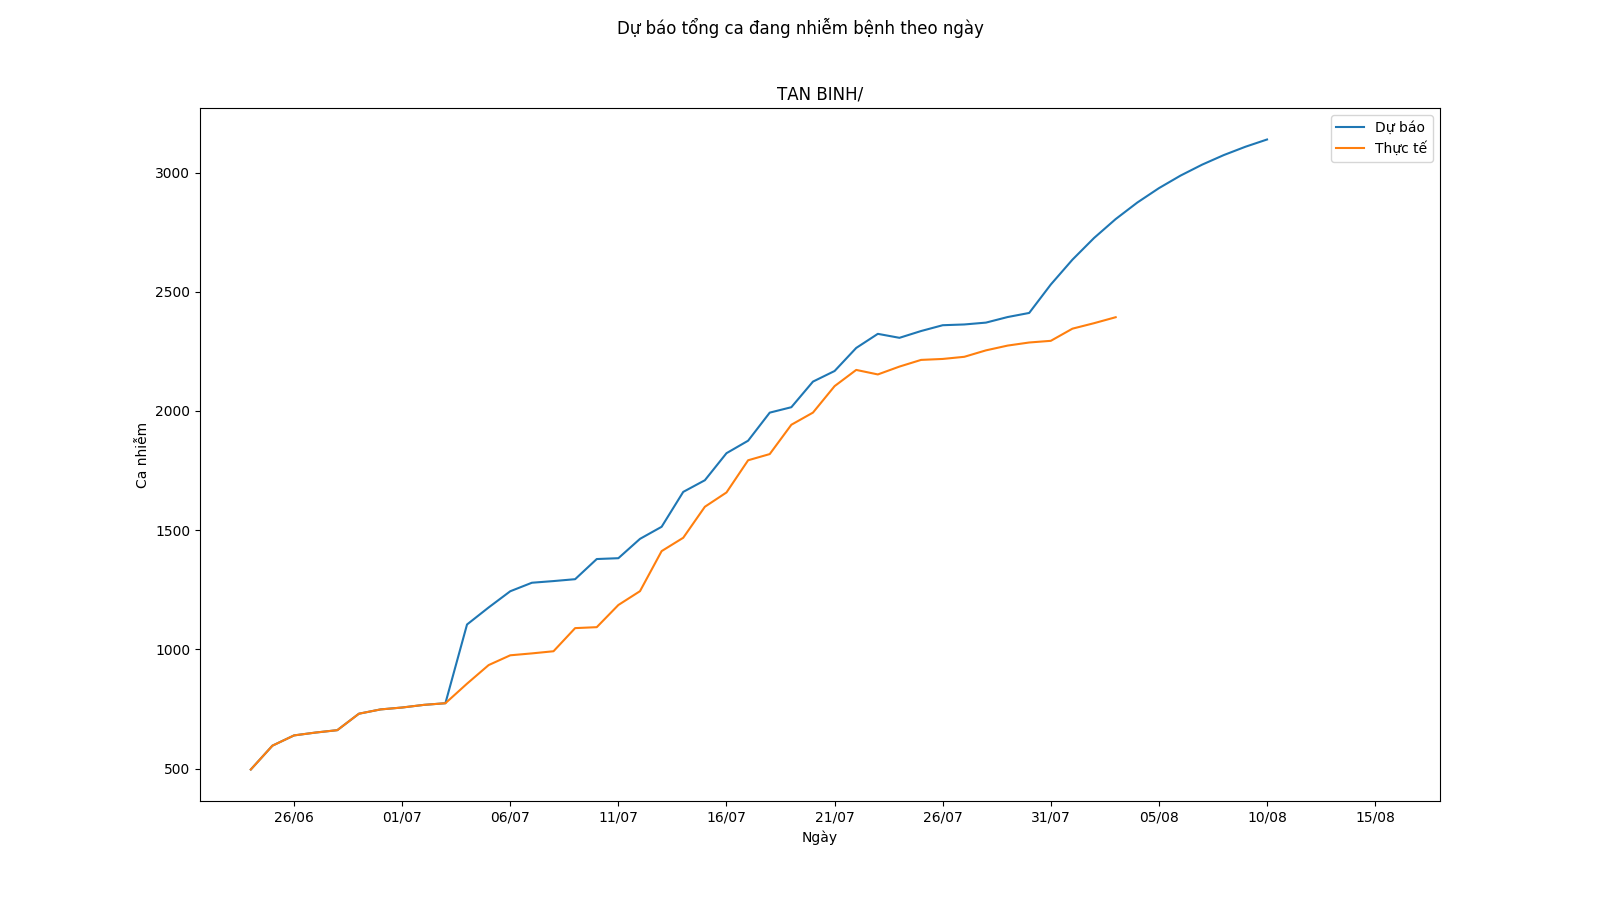 Dự báo tổng ca đang nhiễm bệnh theo ngày
TAN BINH/
Dự báo
Thực tế
3000
2500
2000
1500
1000
500
Ca nhiễm
26/06
01/07
06/07
11/07
16/07
21/07
26/07
31/07
05/08
10/08
15/08
Ngày